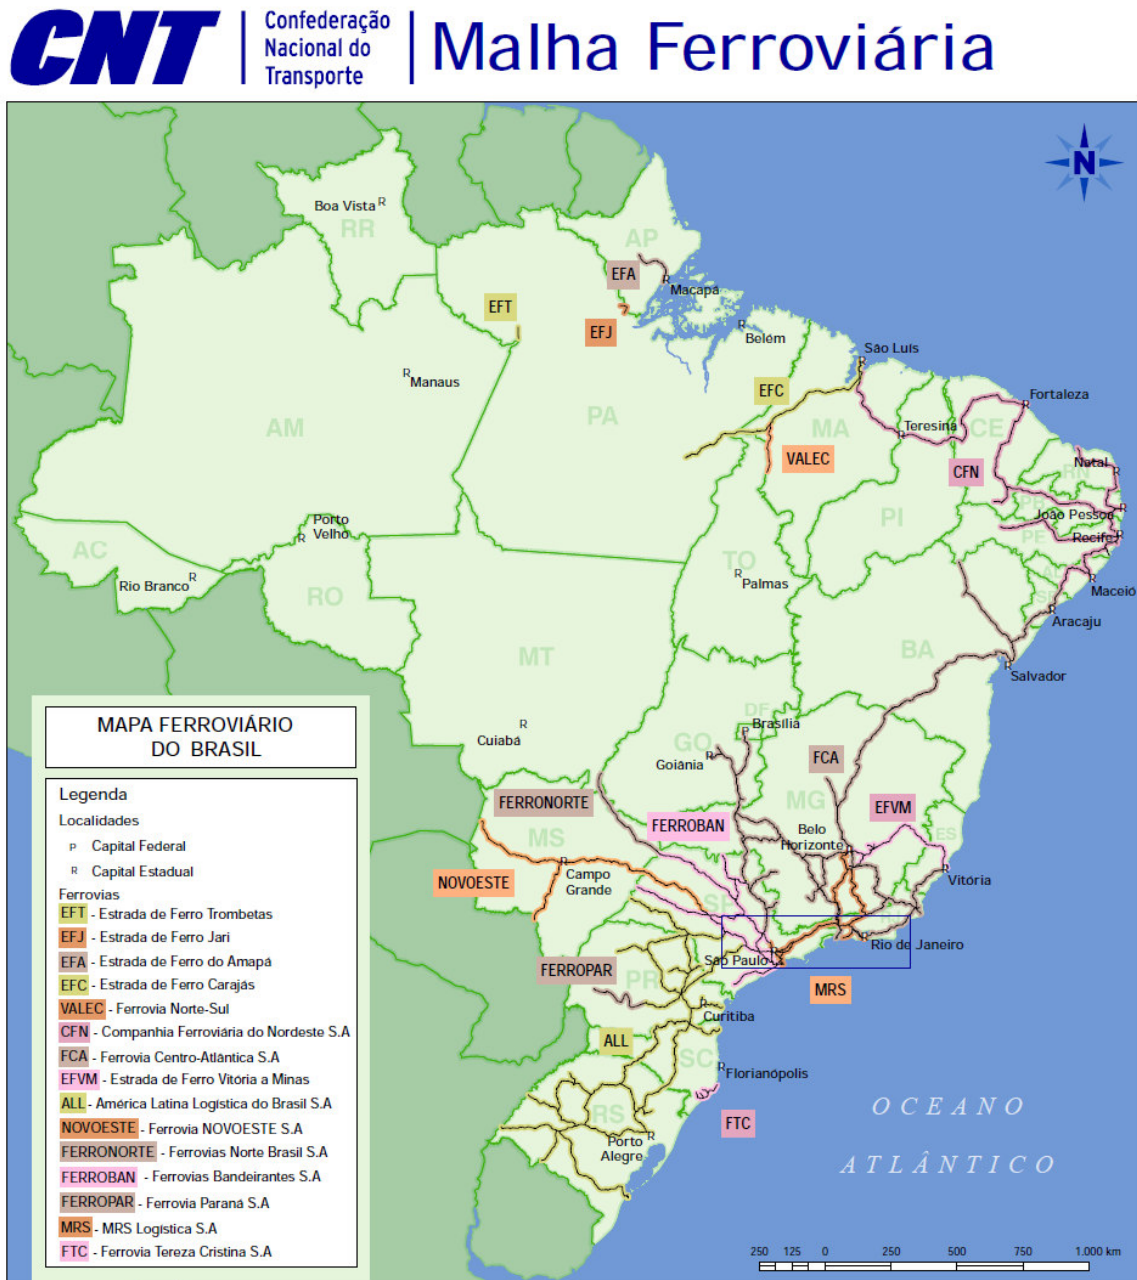 CNT
Confederação
Nacional do
Transporte
Malha Ferroviária
N
Boa Vista R
RR
AP
EFA
R
Macapá
EFT
EFJ
R
Belém
São Luís
R
R
Manaus
EFC
Fortaleza
R
AM
PA
MA
Teresina
R
CE
VALEC
CFN
Natal
R
RN
PI
PB
João Pessoa
R
Porto
Velho
R
Recife
R
PE
AC
TO
R
Palmas
AL
R
Maceió
Rio Branco
R
RO
SE
R
Aracaju
MT
BA
R
Salvador
DF
Brasília
P
R
Cuiabá
GO
Goiânia
R
FCA
FERRONORTE
MG
EFVM
FERROBAN
MS
Belo
Horizonte
R
ES
R
Campo
Grande
R
Vitória
NOVOESTE
SP
RJ
R
Rio de Janeiro
São Paulo
R
FERROPAR
PR
MRS
R
Curitiba
ALL
SC
R
Florianópolis
RS
FTC
Porto
Alegre
R
OCEANO
ATLÂNTICO
250 125 0 250 500 750 1.000 km
MAPA FERROVIÁRIO
DO BRASIL
Legenda
Localidades
P Capital Federal
R Capital Estadual
Ferrovias
EFT - Estrada de Ferro Trombetas
EFJ - Estrada de Ferro Jari
EFA - Estrada de Ferro do Amapá
EFC - Estrada de Ferro Carajás
VALEC - Ferrovia Norte-Sul
CFN - Companhia Ferroviária do Nordeste S.A
FCA - Ferrovia Centro-Atlântica S.A
EFVM - Estrada de Ferro Vitória a Minas
ALL - América Latina Logística do Brasil S.A
NOVOESTE - Ferrovia NOVOESTE S.A
FERRONORTE - Ferrovias Norte Brasil S.A
FERROBAN - Ferrovias Bandeirantes S.A
FERROPAR - Ferrovia Paraná S.A
MRS - MRS Logística S.A
FTC - Ferrovia Tereza Cristina S.A